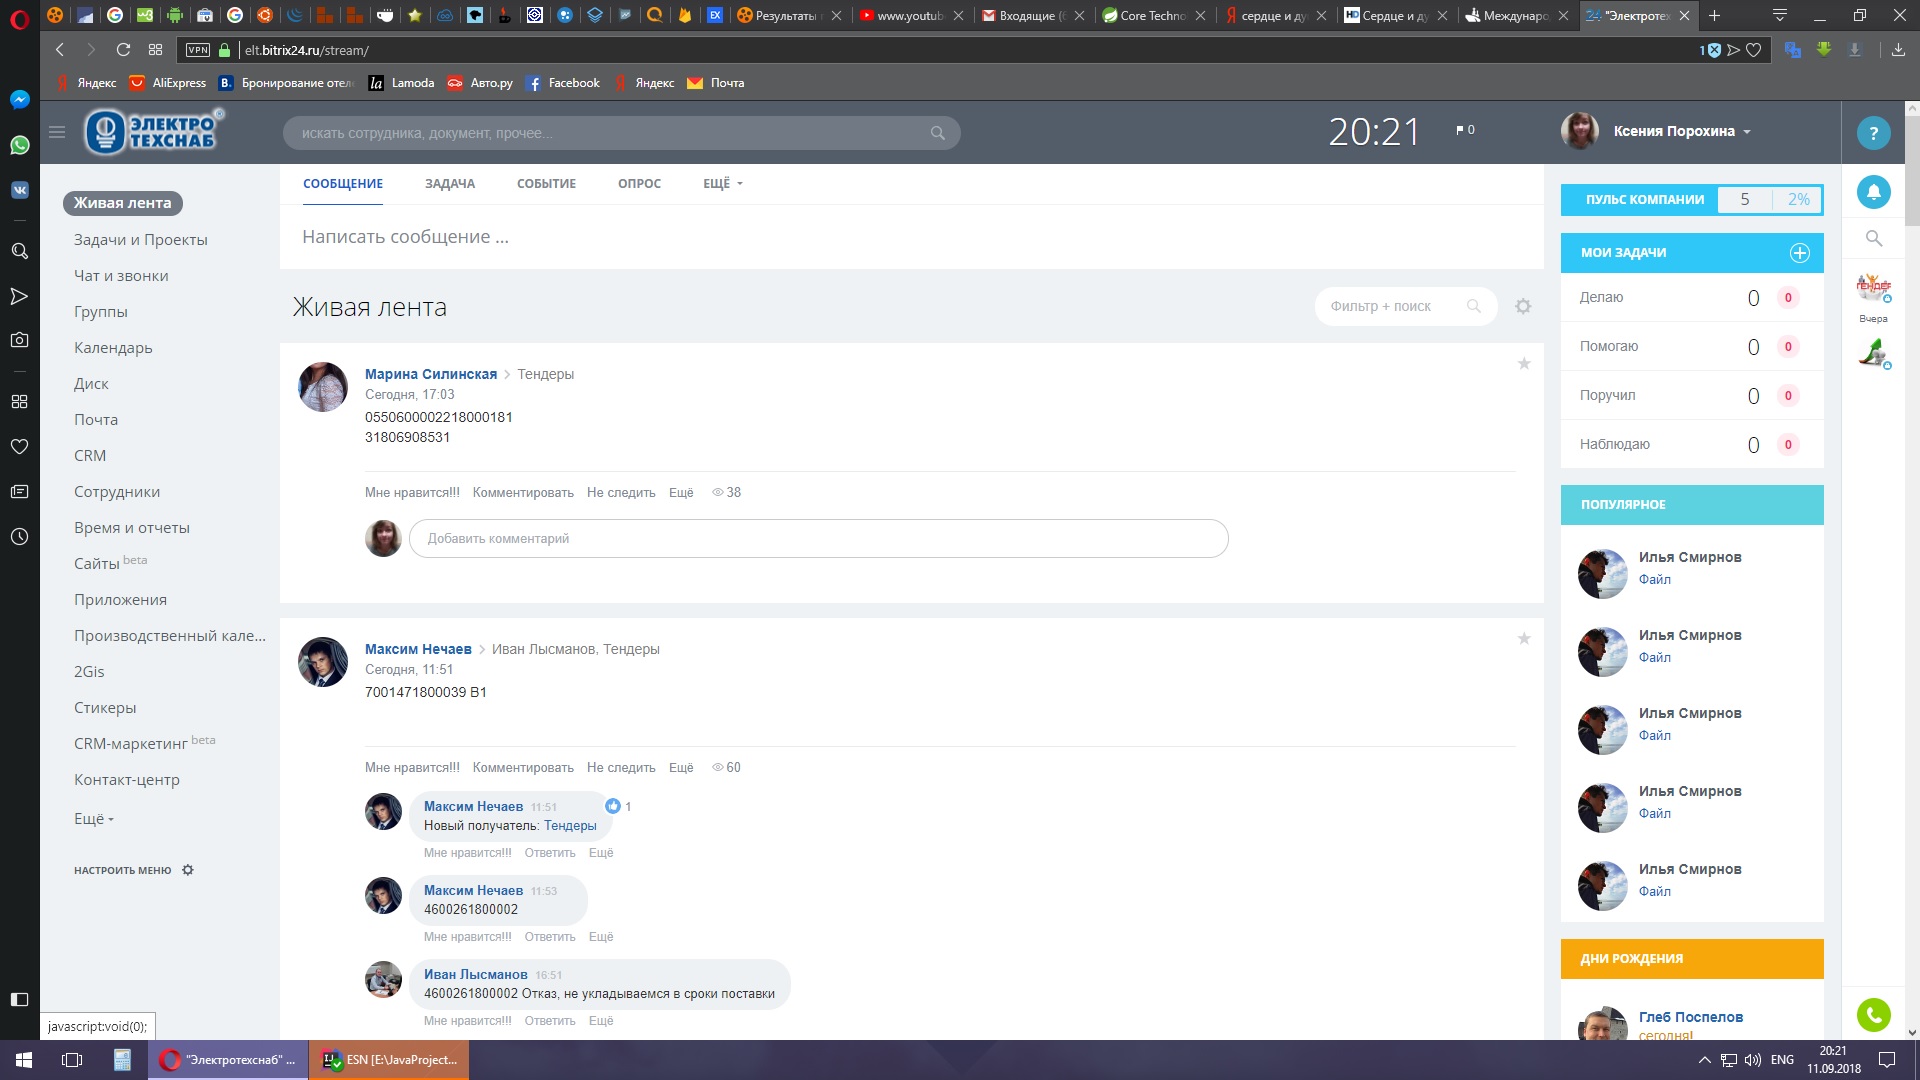 Результаты
www.youtub
Входящие (6
Core Techno
сердце и ду
Сердце и ду
Междунаро
"Электротех
VPN
elt.bitrix24.ru/stream/
1
Яндекс
AliExpress
Бронирование отел
Lamoda
Авто.ру
Facebook
Яндекс
Почта
ЭЛЕКТРО
ТЕХСНАБ
искать сотрудника, документ, прочее...
20:21
0
Ксения Порохина
?
Живая лента
Задачи и Проекты
Чат и звонки
Группы
Календарь
Диск
Почта
CRM
Сотрудники
Время и отчеты
Сайты beta
Приложения
Производственный кале...
2Gis
Стикеры
CRM-маркетинг beta
Контакт-центр
Ещё
НАСТРОИТЬ МЕНЮ
СООБЩЕНИЕ
ЗАДАЧА
СОБЫТИЕ
ОПРОС
ЕЩЁ
Написать сообщение ...
Живая лента
Фильтр + поиск
Марина Силинская > Тендеры
Сегодня, 17:03
0550600002218000181
31806908531
Мне нравится!!! Комментировать Не следить Ещё 38
Добавить комментарий
Максим Нечаев > Иван Лысманов, Тендеры
Сегодня, 11:51
7001471800039 В1
Мне нравится!!! Комментировать Не следить Ещё 60
Максим Нечаев 11:51 1
Новый получатель: Тендеры
Мне нравится!!! Ответить Ещё
Максим Нечаев 11:53
4600261800002
Мне нравится!!! Ответить Ещё
Иван Лысманов 16:51
4600261800002 Отказ, не укладываемся в сроки поставки
Мне нравится!!! Ответить Ещё
ПУЛЬС КОМПАНИИ 5 2%
МОИ ЗАДАЧИ
Делаю 0 0
Помогаю 0 0
Поручил 0 0
Наблюдаю 0 0
ПОПУЛЯРНОЕ
Илья Смирнов
Файл
Илья Смирнов
Файл
Илья Смирнов
Файл
Илья Смирнов
Файл
Илья Смирнов
Файл
ДНИ РОЖДЕНИЯ
Глеб Поспелов
сегодня!
ТЕНДЕР
Вчера
javascript:void(0);
"Электротехснаб" ...
ESN [E:\JavaProject...
ENG
20:21
11.09.2018